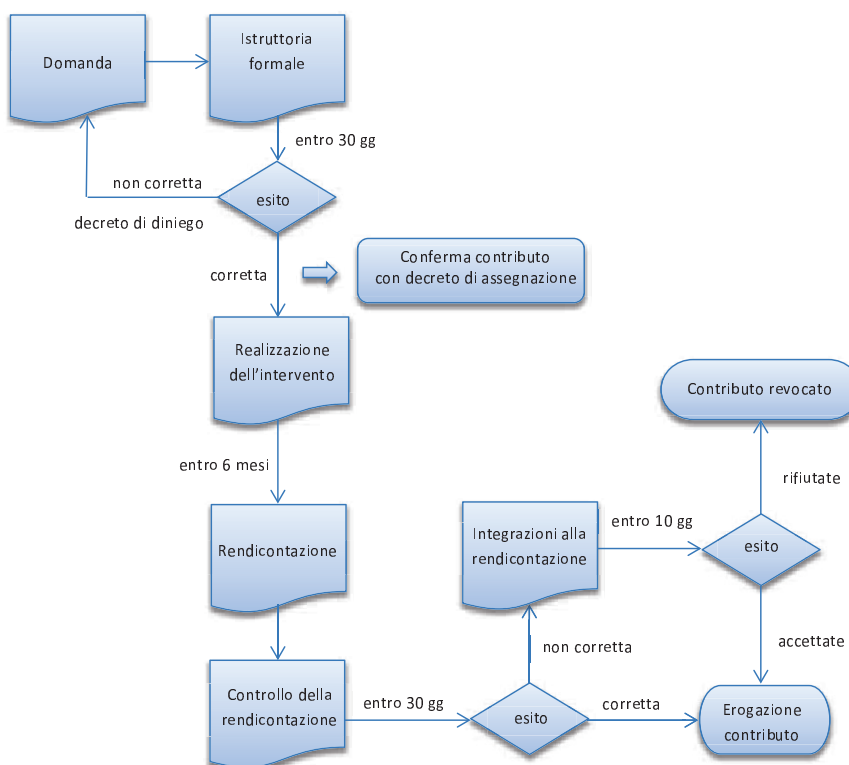 Domanda
Istruttoria
formale
entro 30 gg
non corretta
esito
decreto di diniego
corretta
Conferma contributo
con decreto di assegnazione
Realizzazione
dell'intervento
Contributo revocato
entro 6 mesi
rifiutate
Rendicontazione
Integrazioni alla
rendicontazione
entro 10 gg
esito
non corretta
accettate
Controllo della
rendicontazione
entro 30 gg
esito
corretta
Erogazione
contributo